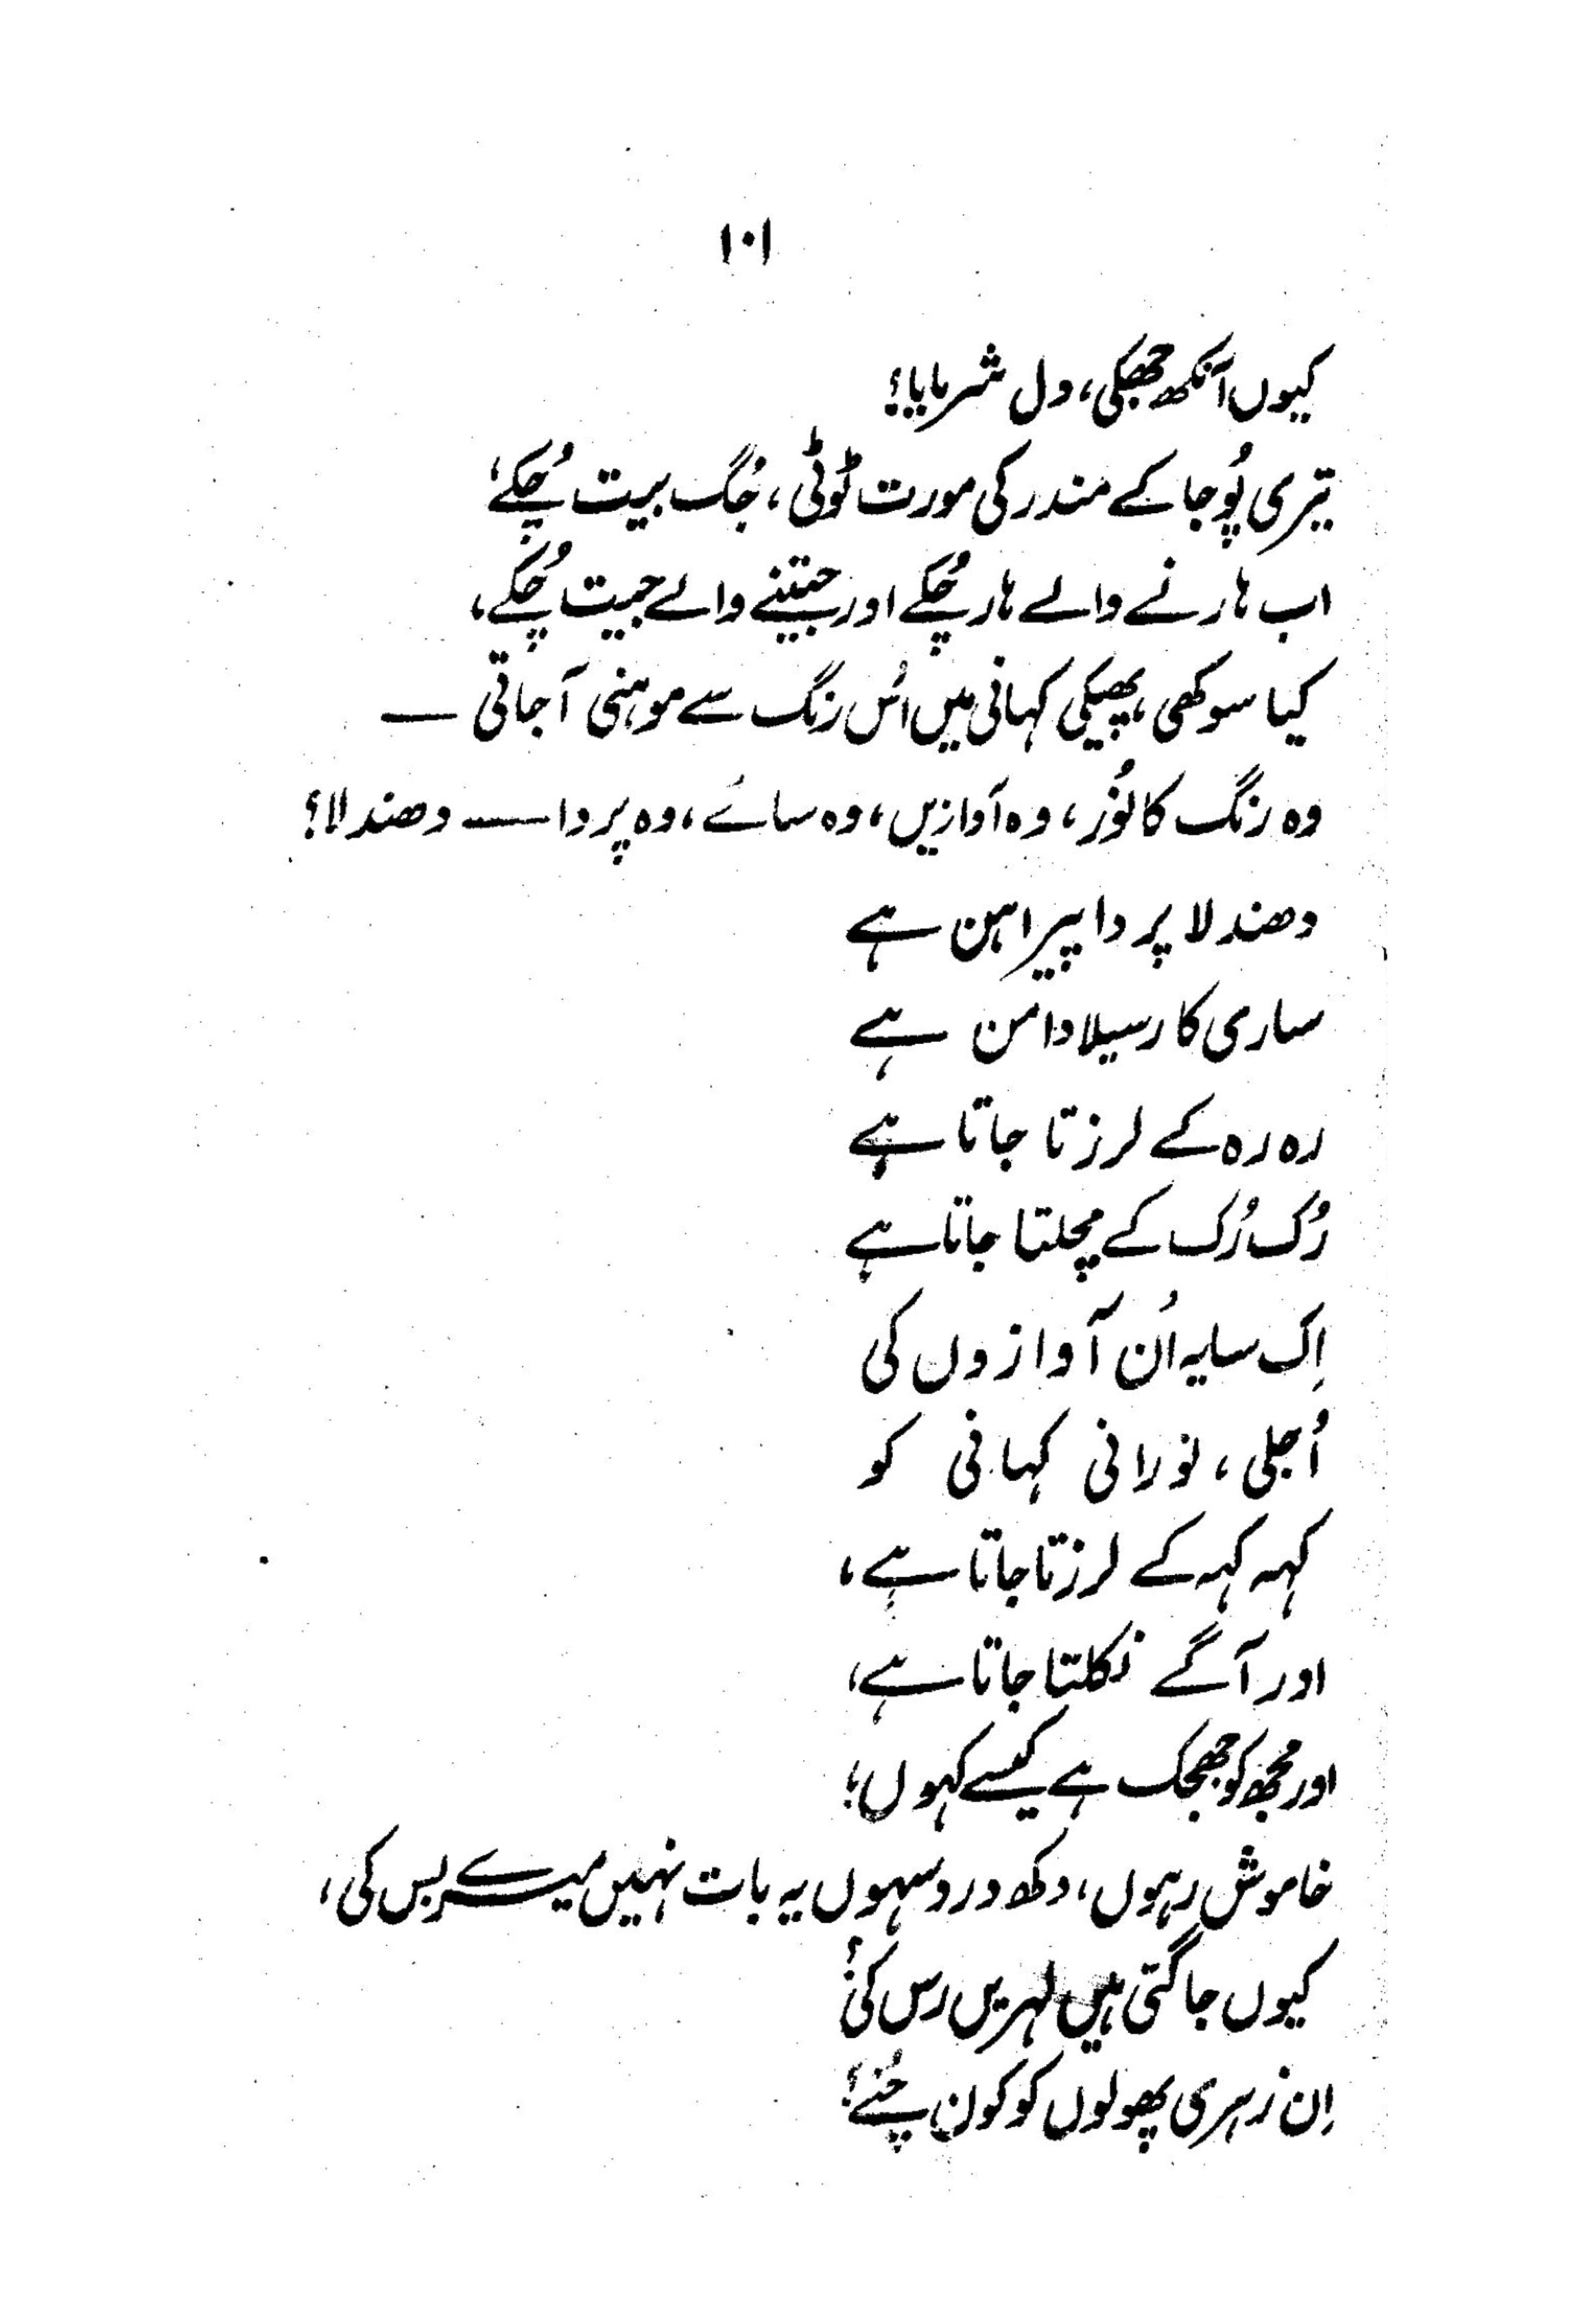 ۱۰۱
کیوں آنکھ جھپکی، دل شرمایا؟
تیری پُوجا کے مندر کی مورت ٹوٹی، جُگ بیت چُکے،
اب ہارنے والے ہار چُکے اور جیتنے والے جیت چُکے،
کیا سوکھی، پھیکی کہانی میں اُس رنگ سے موہنی آ جاتی ــ
وہ رنگ کا نُور، وہ آوازیں، وہ سائے، وہ پردا ــ دھندلا؟
دھندلا پردا پیراہن ہے
ساری کا رسیلا دامن ہے
رہ رہ کے لرزتا جاتا ہے
رُک رُک کے مچلتا جاتا ہے
اِک سایہ اُن آوازوں کی
اُجلی، نورانی کہانی کو
کہہ کہہ کے لرزتا جاتا ہے،
اور آگے نکلتا جاتا ہے،
اور مجھ کو جھجک ہے کیسے کہوں؟
خاموش رہوں، دکھ درد سہوں یہ بات نہیں میرے بس کی،
کیوں جاگتی ہیں لہریں رس کی؟
اِن زہری پھولوں کو کون چُنے؟